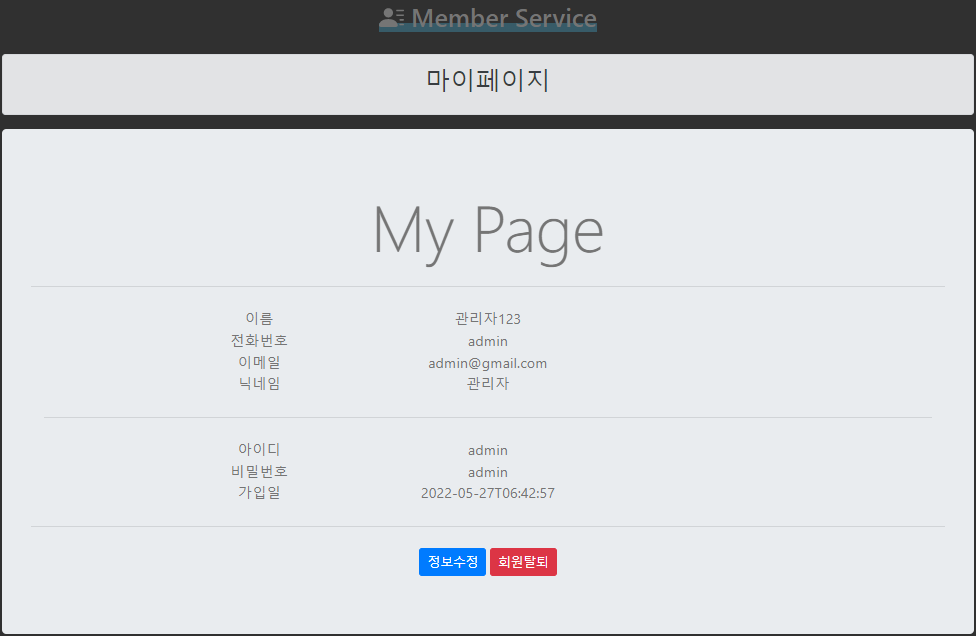 Member Service
마이페이지
My Page
이름 관리자123
전화번호 admin
이메일 admin@gmail.com
닉네임 관리자
아이디 admin
비밀번호 admin
가입일 2022-05-27T06:42:57
정보수정 회원탈퇴